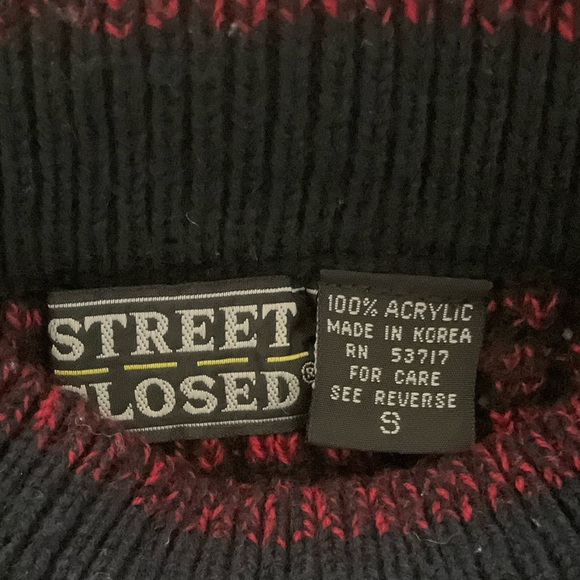 STREET
CLOSED®
100% ACRYLIC
MADE IN KOREA
RN 53717
FOR CARE
SEE REVERSE
S